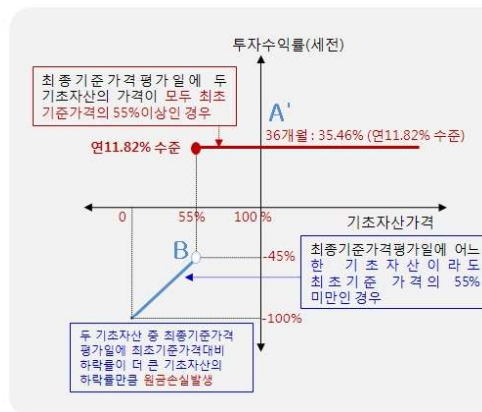 투자수익률(세전)
최종기준가격평가일에 두
기초자산의 가격이 모두 최초
기준가격의 55%이상인 경우
A'
36개월 : 35.46% (연11.82% 수준)
연11.82% 수준
0
55%
100 %
기초자산가격
B
-45%
최종기준가격평가일에 어느
한 기초자산이라도
최초기준 가격의 55%
미만인 경우
-100%
두 기초자산 중 최종기준가격
평가일에 최초기준가격대비
하락률이 더 큰 기초자산의
하락률만큼 원금손실발생